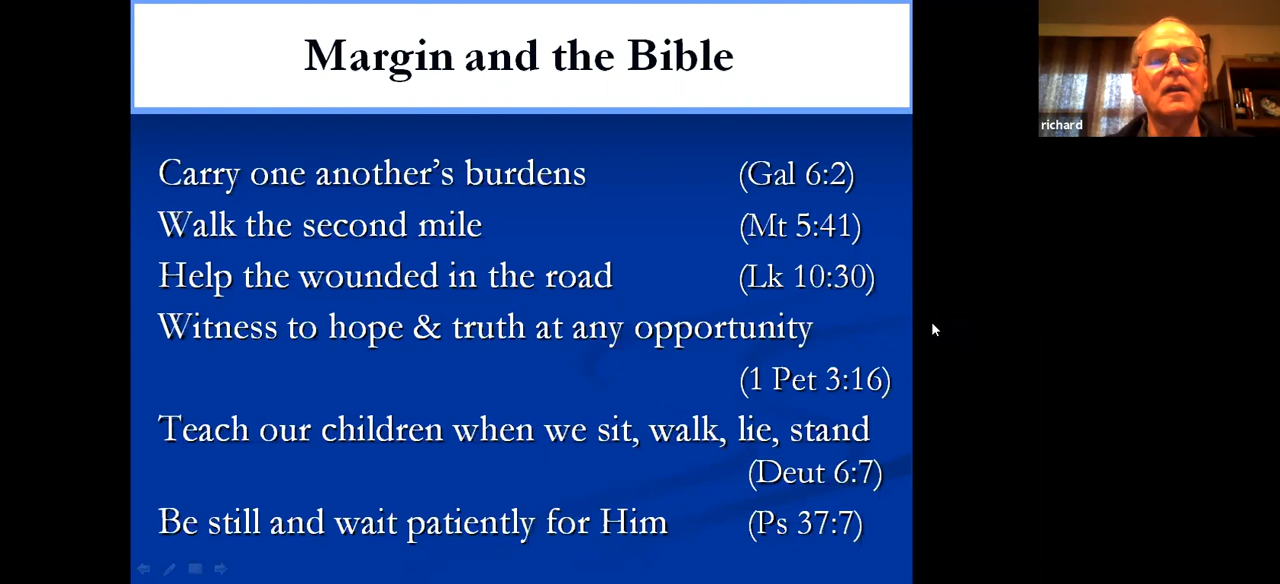 Margin and the Bible
Carry one another’s burdens (Gal 6:2)
Walk the second mile (Mt 5:41)
Help the wounded in the road (Lk 10:30)
Witness to hope & truth at any opportunity
(1 Pet 3:16)
Teach our children when we sit, walk, lie, stand
(Deut 6:7)
Be still and wait patiently for Him (Ps 37:7)
richard